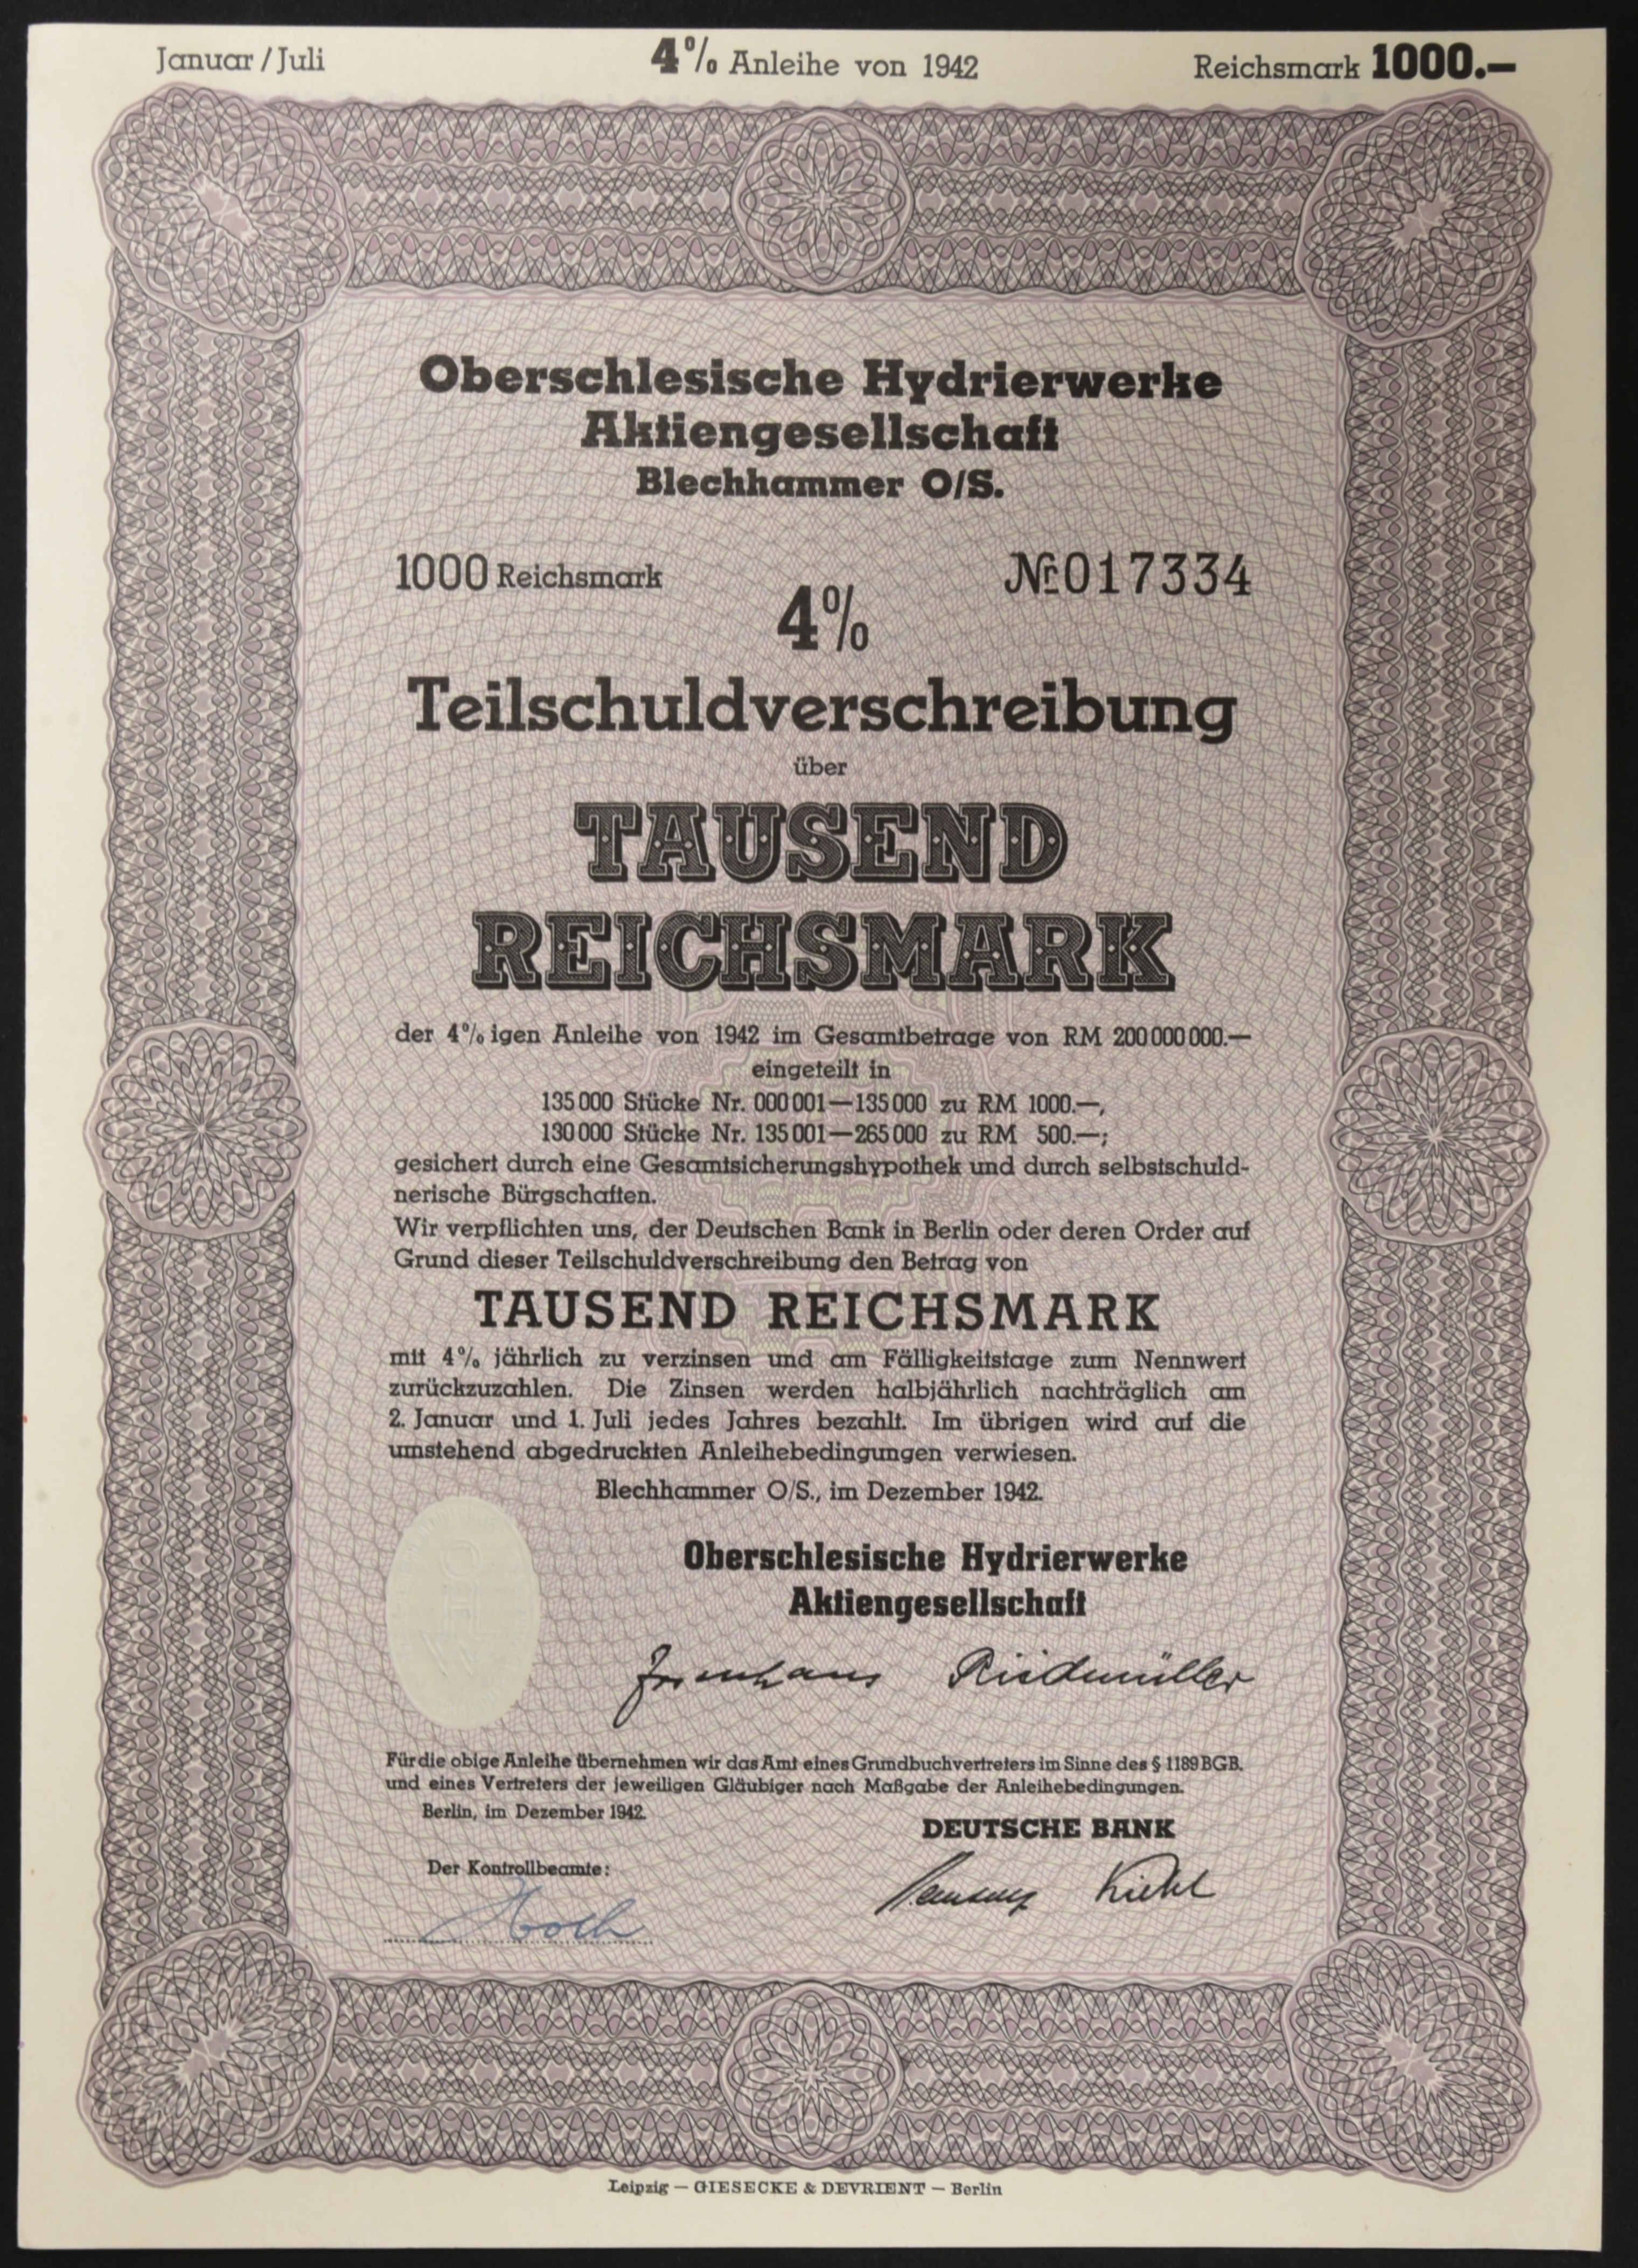 Januar / Juli 4% Anleihe von 1942 Reichsmark 1000.—
Oberschlesische Hydrierwerke
Aktiengesellschaft
Blechhammer O/S.
1000 Reichsmark № 017334
4%
Teilschuldverschreibung
über
TAUSEND
REICHSMARK
der 4% igen Anleihe von 1942 im Gesamtbetrage von RM 200 000 000.—
eingeteilt in
135 000 Stücke Nr. 000 001—135 000 zu RM 1000.—,
130 000 Stücke Nr. 135 001—265 000 zu RM 500.—;
gesichert durch eine Gesamtsicherungshypothek und durch selbstschuld-
nerische Bürgschaften.
Wir verpflichten uns, der Deutschen Bank in Berlin oder deren Order auf
Grund dieser Teilschuldverschreibung den Betrag von
TAUSEND REICHSMARK
mit 4% jährlich zu verzinsen und am Fälligkeitstage zum Nennwert
zurückzuzahlen. Die Zinsen werden halbjährlich nachträglich am
2. Januar und 1. Juli jedes Jahres bezahlt. Im übrigen wird auf die
umstehend abgedruckten Anleihebedingungen verwiesen.
Blechhammer O/S., im Dezember 1942.
O
H
W
Oberschlesische Hydrierwerke
Aktiengesellschaft
Riedmüller
Für die obige Anleihe übernehmen wir das Amt eines Grundbuchvertreters im Sinne des § 1189 BGB.
und eines Vertreters der jeweiligen Gläubiger nach Maßgabe der Anleihebedingungen.
Berlin, im Dezember 1942.
DEUTSCHE BANK
Der Kontrollbeamte:
Kiehl
Leipzig — GIESECKE & DEVRIENT — Berlin